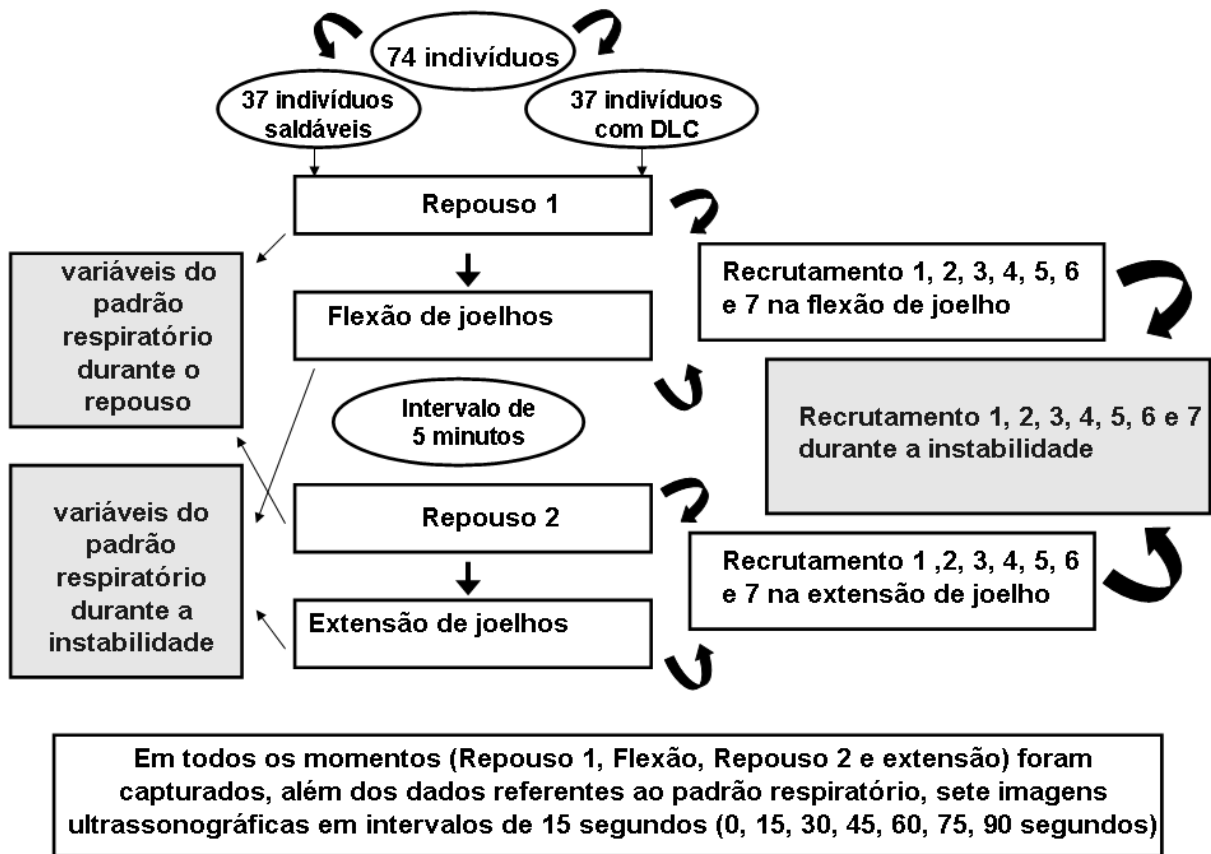 74 indivíduos
37 indivíduos
saldáveis
37 indivíduos
com DLC
Repouso 1
variáveis do
padrão
respiratório
durante o
repouso
Flexão de joelhos
Recrutamento 1, 2, 3, 4, 5, 6
e 7 na flexão de joelho
Intervalo de
5 minutos
Recrutamento 1, 2, 3, 4, 5, 6 e 7
durante a instabilidade
variáveis do
padrão
respiratório
durante a
instabilidade
Repouso 2
Recrutamento 1 ,2, 3, 4, 5, 6
e 7 na extensão de joelho
Extensão de joelhos
Em todos os momentos (Repouso 1, Flexão, Repouso 2 e extensão) foram
capturados, além dos dados referentes ao padrão respiratório, sete imagens
ultrassonográficas em intervalos de 15 segundos (0, 15, 30, 45, 60, 75, 90 segundos)